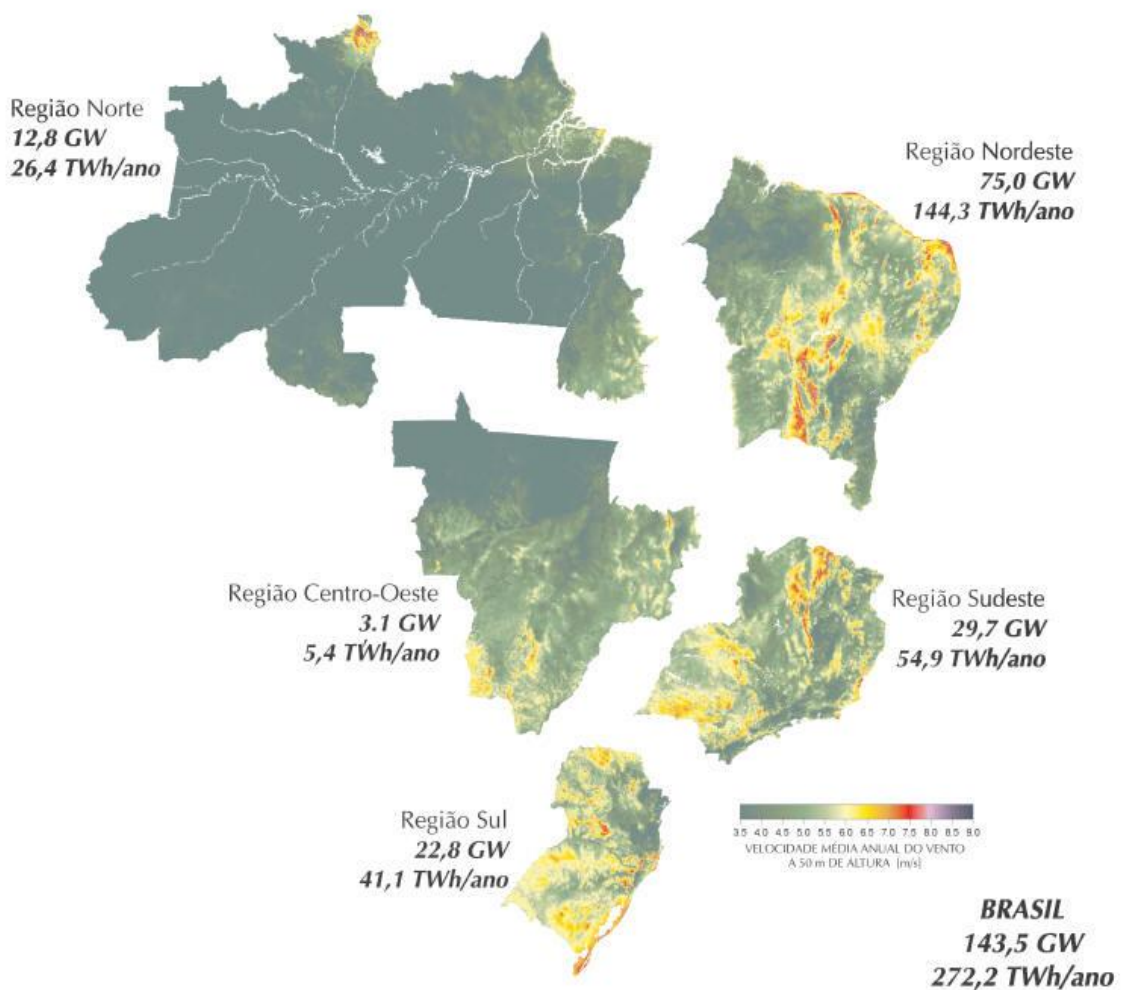 Região Norte
12,8 GW
26,4 TWh/ano
Região Nordeste
75,0 GW
144,3 TWh/ano
Região Centro-Oeste
3.1 GW
5,4 TWh/ano
Região Sudeste
29,7 GW
54,9 TWh/ano
Região Sul
22,8 GW
41,1 TWh/ano
3.5 4.0 4.5 5.0 5.5 6.0 6.5 7.0 7.5 8.0 8.5 9.0
VELOCIDADE MÉDIA ANUAL DO VENTO
A 50 m DE ALTURA [m/s]
BRASIL
143,5 GW
272,2 TWh/ano